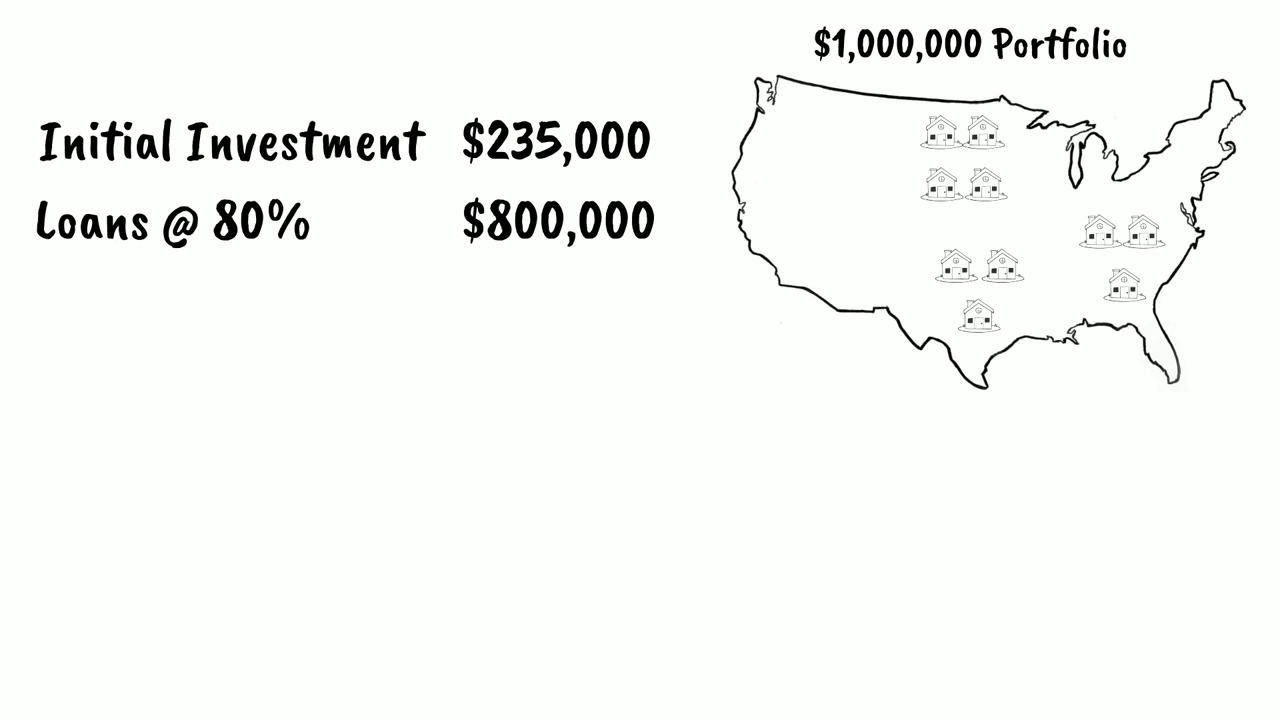 $1,000,000 Portfolio
Initial Investment $235,000
Loans @ 80% $800,000